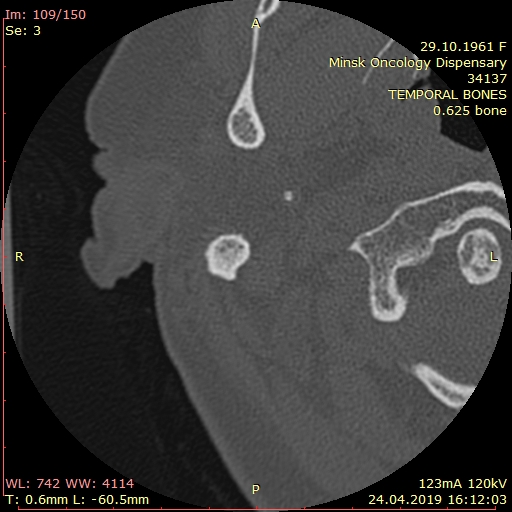 Im: 109/150
Se: 3
A
29.10.1961 F
Minsk Oncology Dispensary
34137
TEMPORAL BONES
0.625 bone
R
L
WL: 742 WW: 4114
T: 0.6mm L: -60.5mm
P
123mA 120kV
24.04.2019 16:12:03